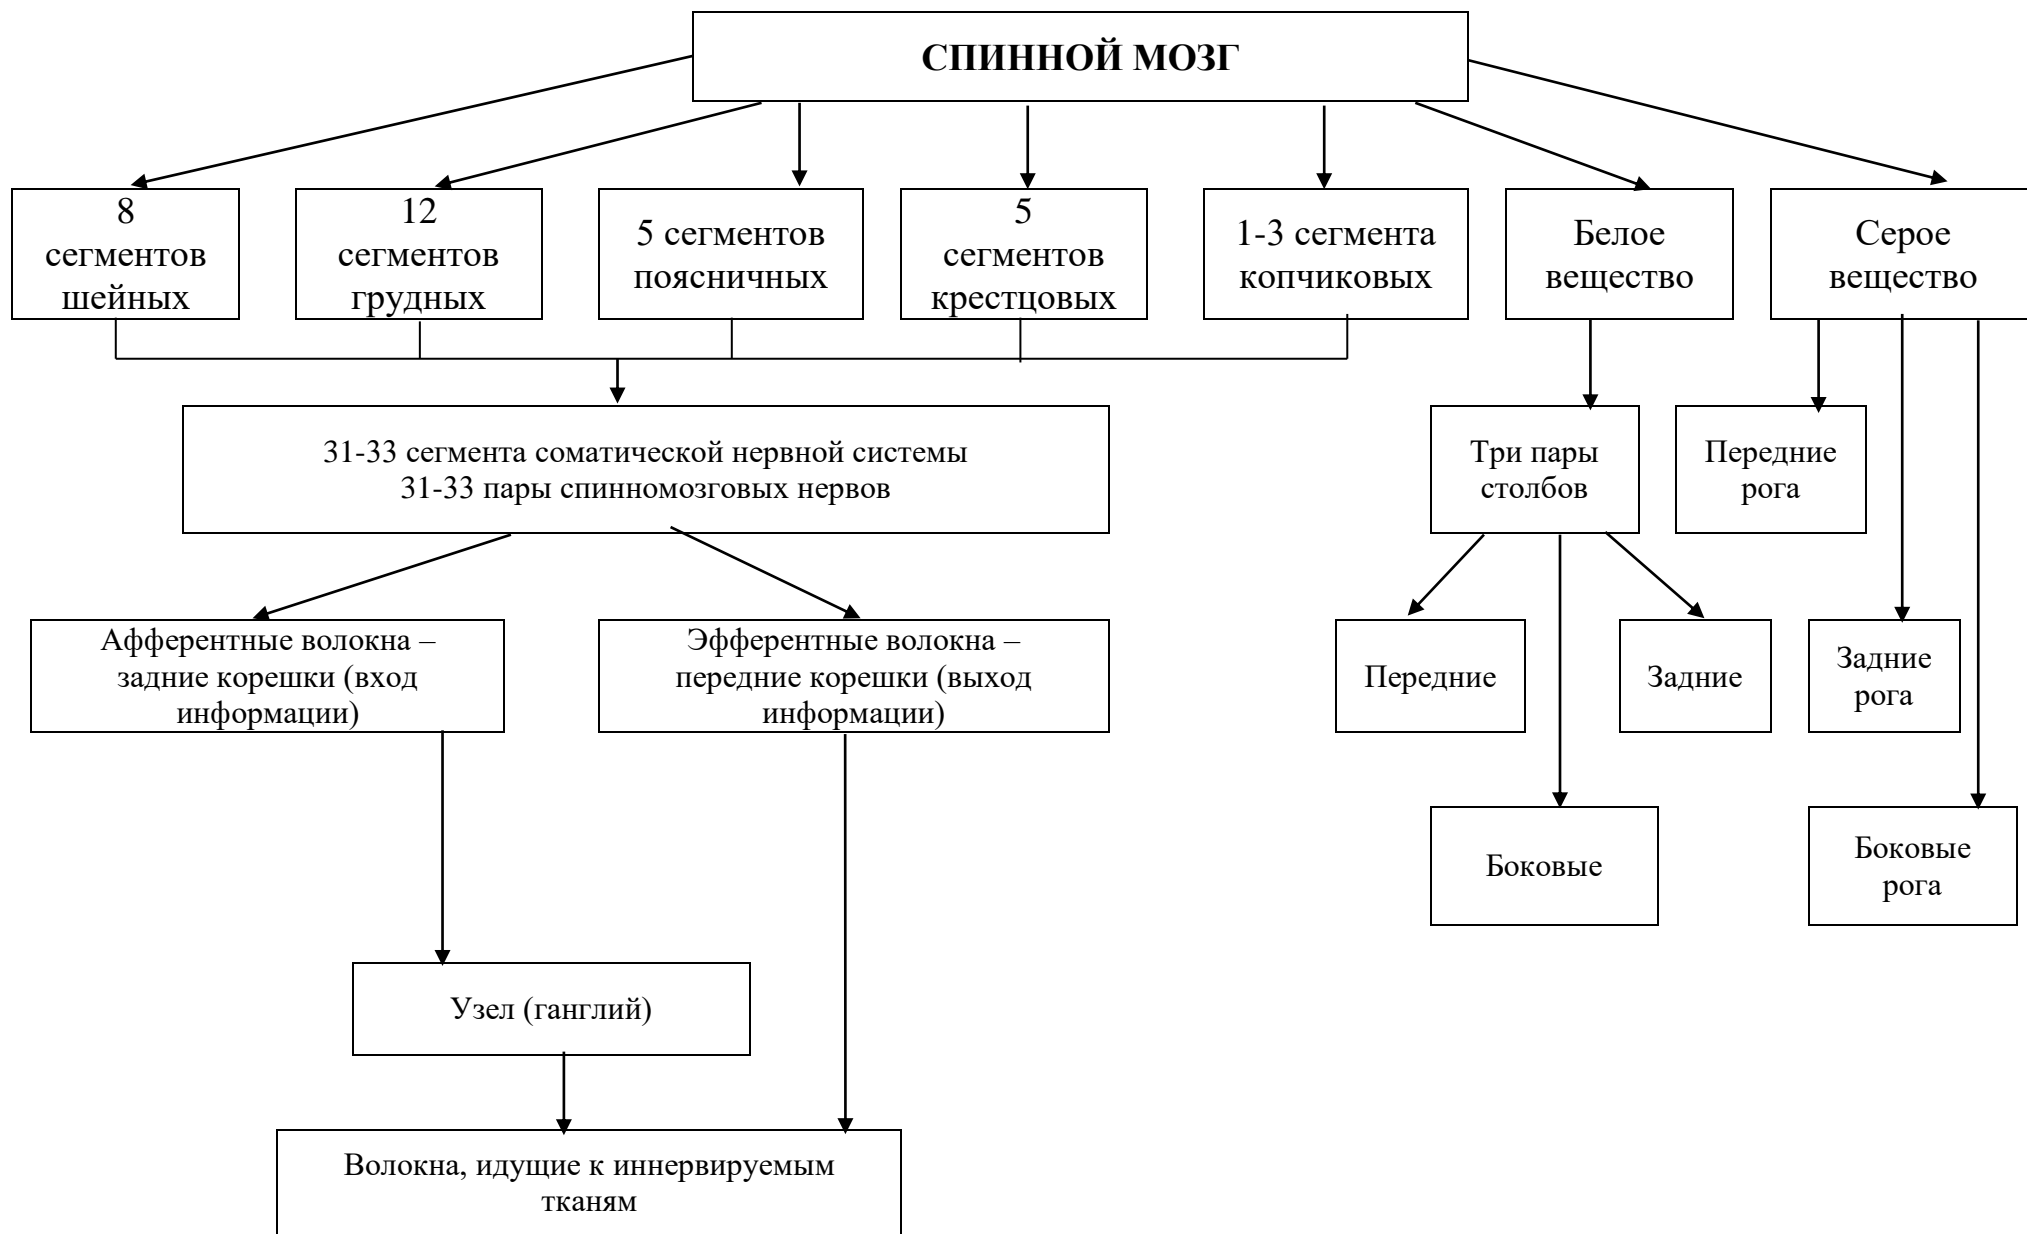 СПИННОЙ МОЗГ
8
сегментов
шейных
12
сегментов
грудных
5 сегментов
поясничных
5
сегментов
крестцовых
1-3 сегмента
копчиковых
Белое
вещество
Серое
вещество
31-33 сегмента соматической нервной системы
31-33 пары спинномозговых нервов
Три пары
столбов
Передние
рога
Афферентные волокна –
задние корешки (вход
информации)
Эфферентные волокна –
передние корешки (выход
информации)
Передние
Задние
Задние
рога
Боковые
Боковые
рога
Узел (ганглий)
Волокна, идущие к иннервируемым
тканям